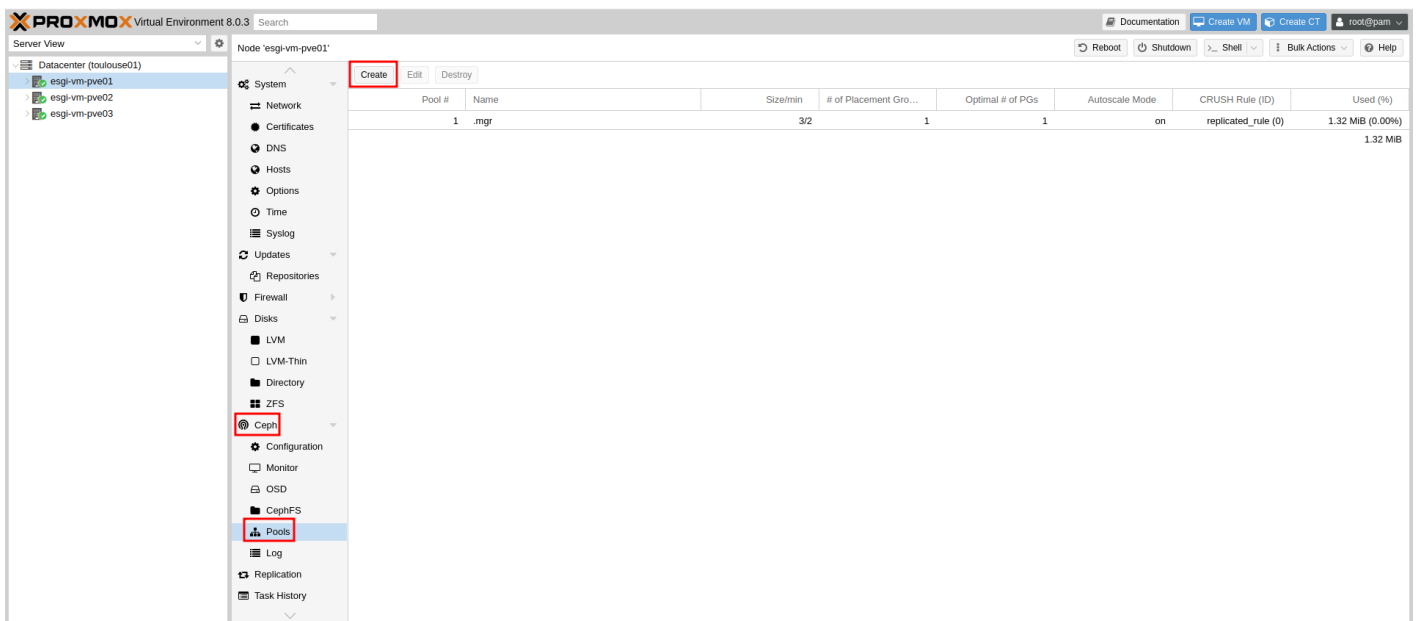 PROXMOX Virtual Environment 8.0.3 Search
Documentation Create VM Create CT root@pam
Server View
Node 'esgi-vm-pve01'
Reboot Shutdown >_ Shell Bulk Actions Help
Datacenter (toulouse01)
esgi-vm-pve01
esgi-vm-pve02
esgi-vm-pve03
System
Network
Certificates
DNS
Hosts
Options
Time
Syslog
Updates
Repositories
Firewall
Disks
LVM
LVM-Thin
Directory
ZFS
Ceph
Configuration
Monitor
OSD
CephFS
Pools
Log
Replication
Task History
Create Edit Destroy
Pool # Name Size/min # of Placement Gro... Optimal # of PGs Autoscale Mode CRUSH Rule (ID) Used (%)
1 .mgr 3/2 1 1 on replicated_rule (0) 1.32 MiB (0.00%)
1.32 MiB